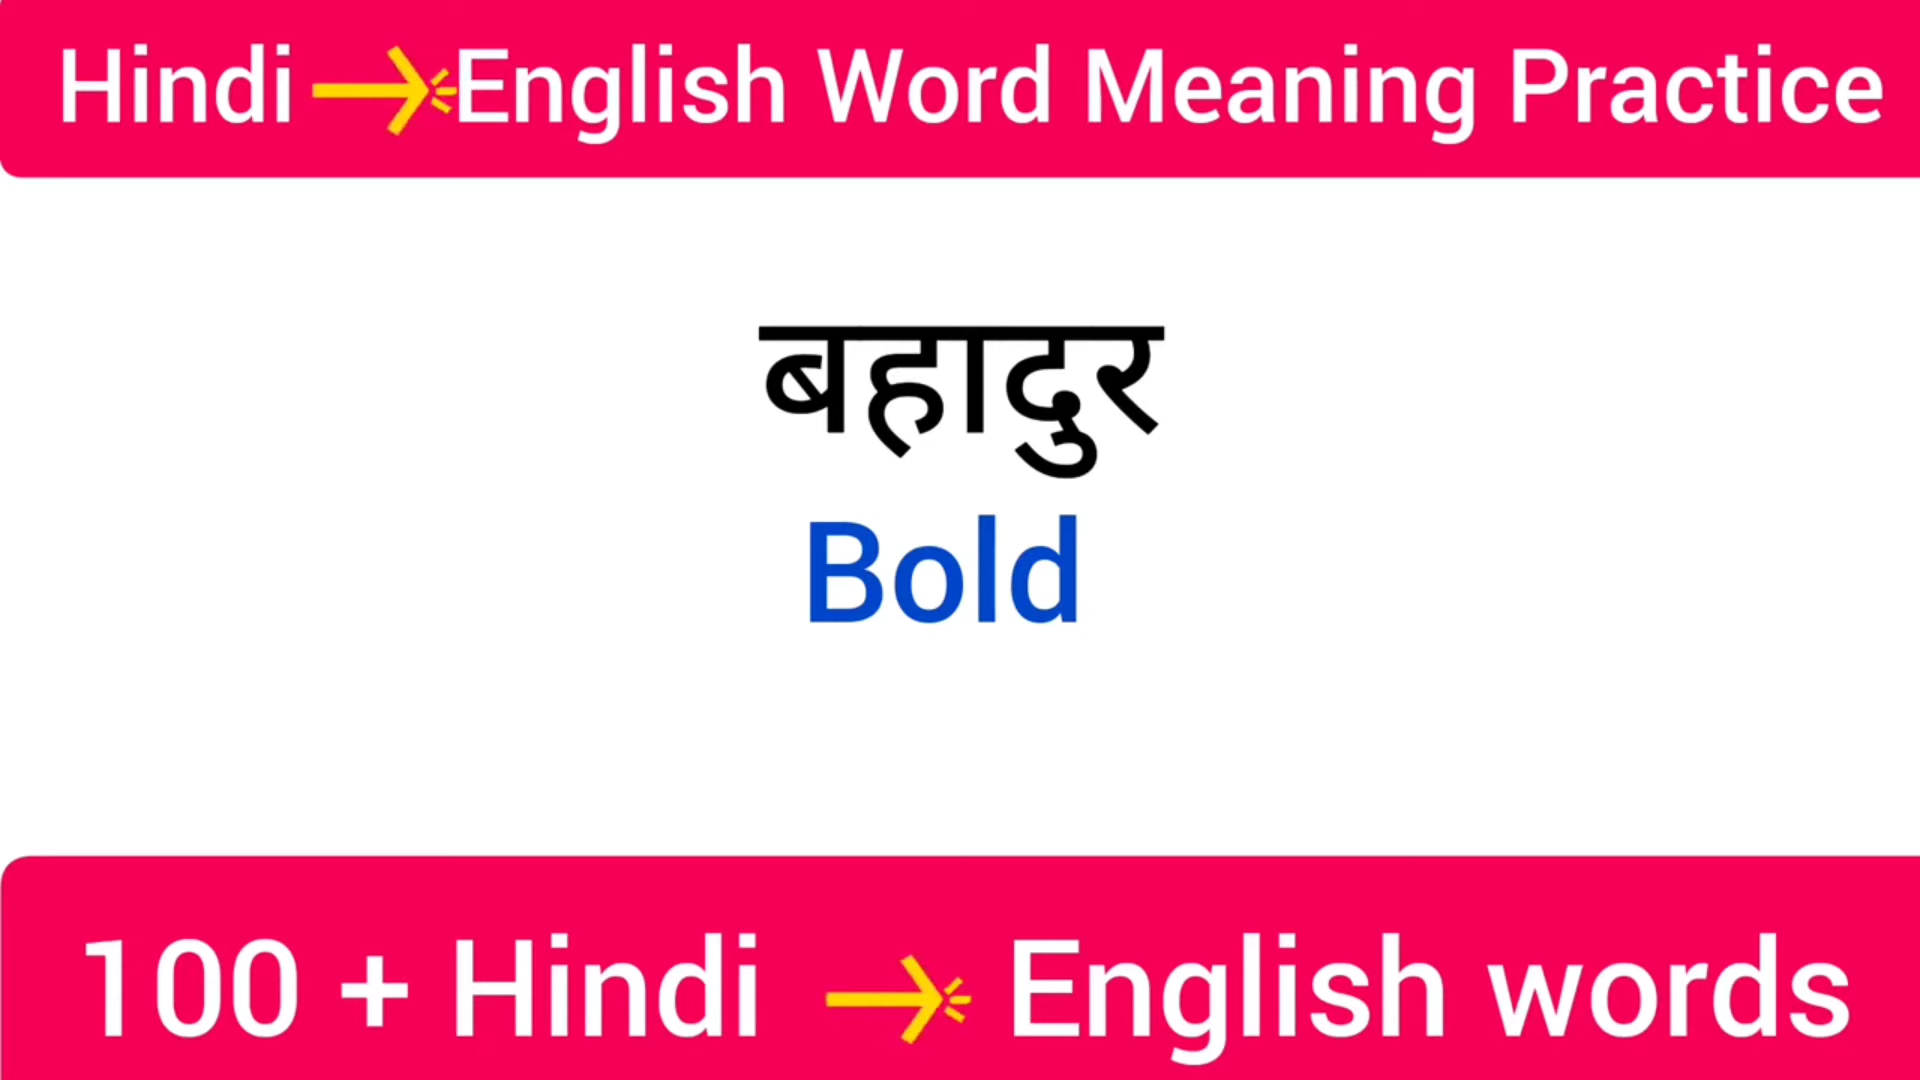 Hindi → English Word Meaning Practice
बहादुर
Bold
100 + Hindi → English words